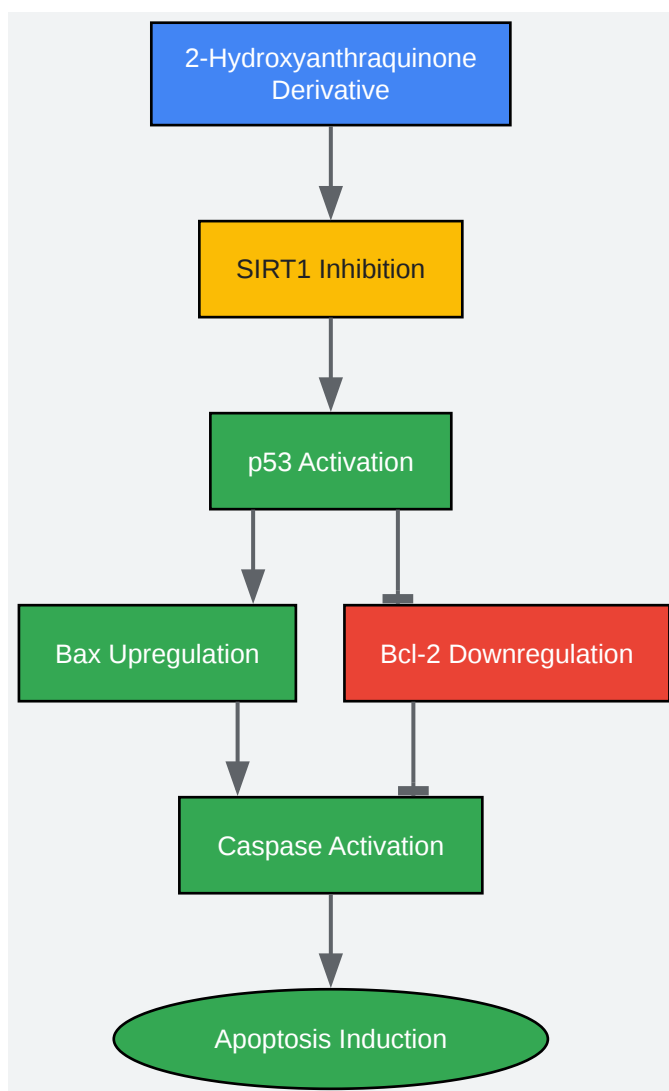 2-Hydroxyanthraquinone
Derivative
SIRT1 Inhibition
p53 Activation
Bax Upregulation
Bcl-2 Downregulation
Caspase Activation
Apoptosis Induction